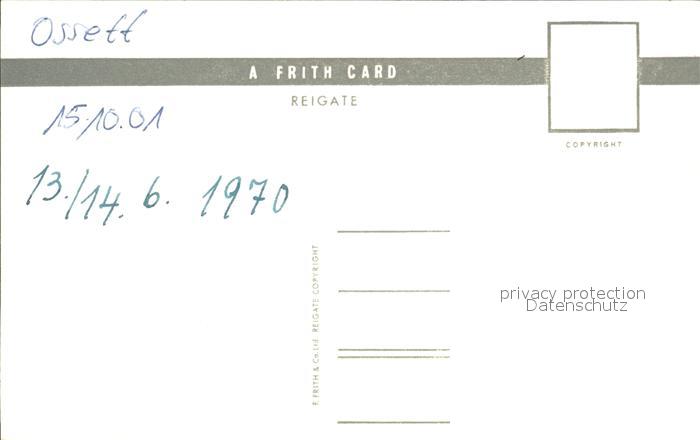 Ossett
A FRITH CARD
REIGATE
15.10.01
COPYRIGHT
13./14. 6. 1970
F. FRITH & Co. Ltd. REIGATE COPYRIGHT
privacy protection
Datenschutz